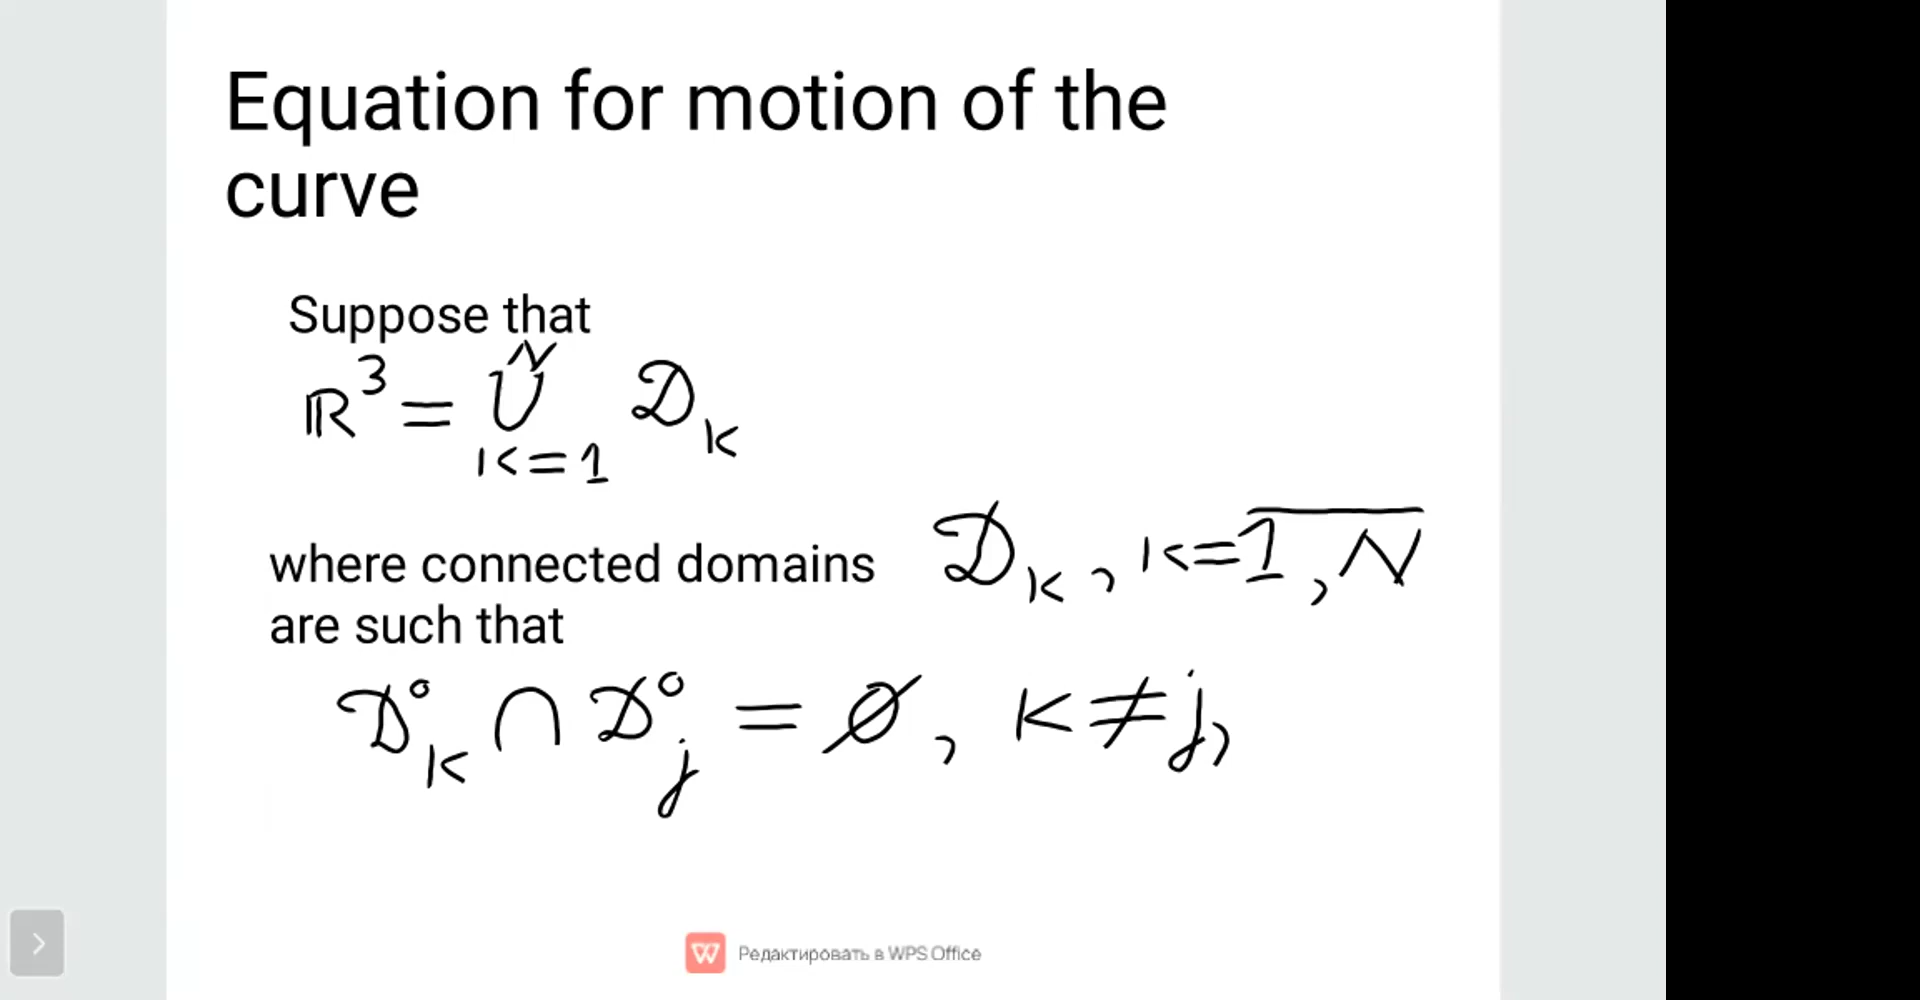 Equation for motion of the
curve
Suppose that
ℝ³ = ⋃_{k=1}^{N} 𝒟_k
where connected domains 𝒟_k, k = \overline{1, N}
are such that
𝒟°_k ∩ 𝒟°_j = ∅, k ≠ j,
Редактировать в WPS Office